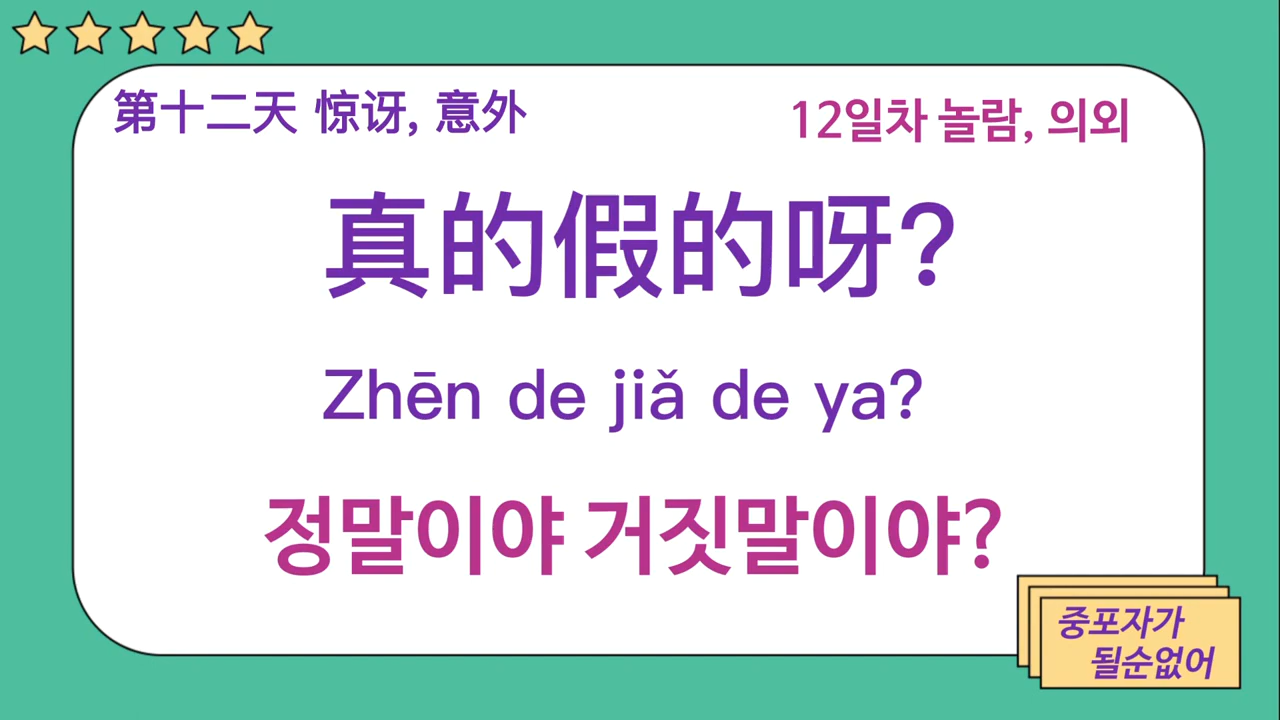 第十二天 惊讶, 意外
12일차 놀람, 의외
真的假的呀?
Zhēn de jiǎ de ya?
정말이야 거짓말이야?
중포자가
될순없어